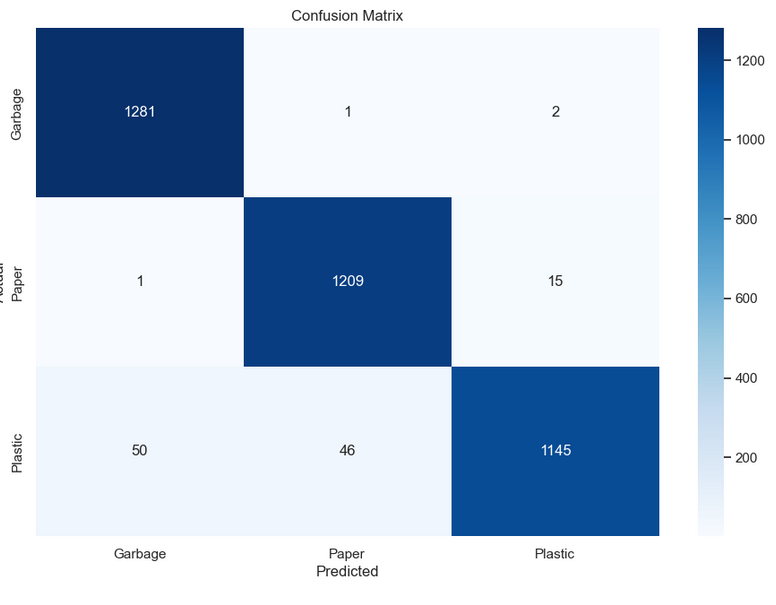 Confusion Matrix
Garbage
1281
1
2
1200
1000
800
Paper
1
1209
15
600
400
Plastic
50
46
1145
200
Garbage
Paper
Plastic
Predicted